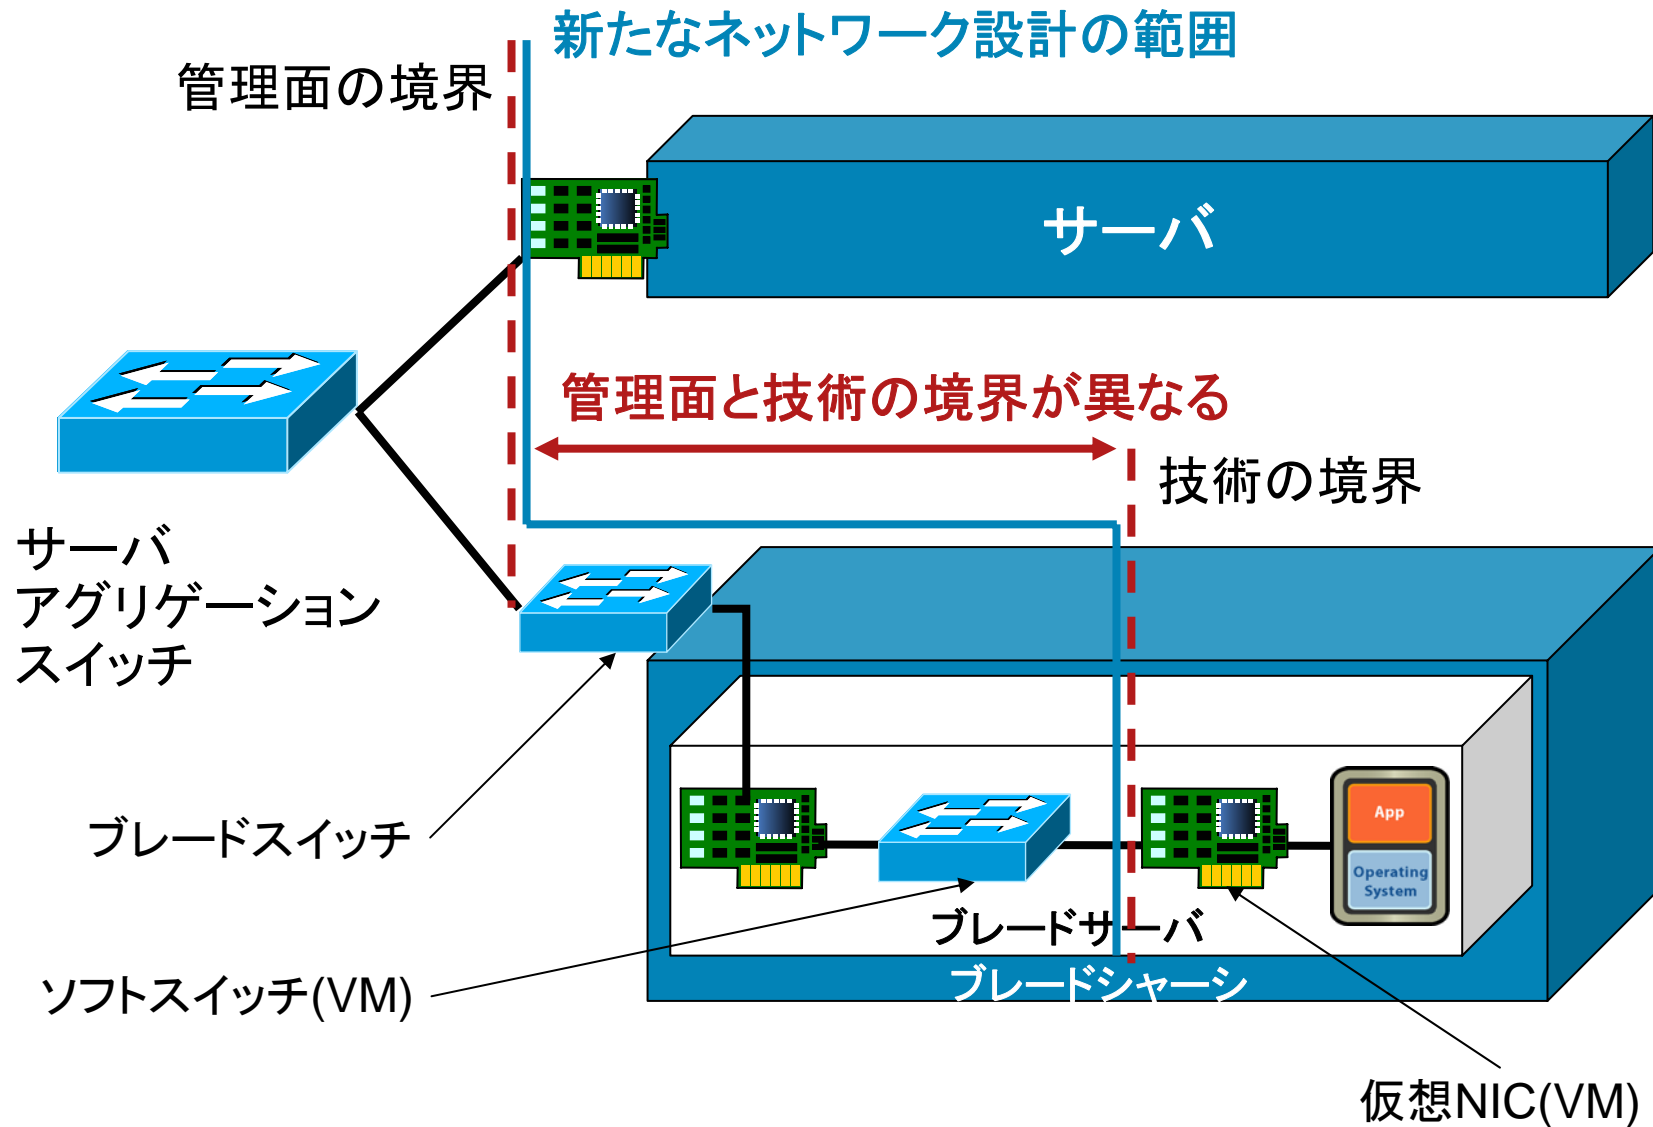 新たなネットワーク設計の範囲
管理面の境界
サーバ
管理面と技術の境界が異なる
技術の境界
サーバ
アグリゲーション
スイッチ
ブレードスイッチ
App
Operating
System
ブレードサーバ
ブレードシャーシ
ソフトスイッチ(VM)
仮想NIC(VM)